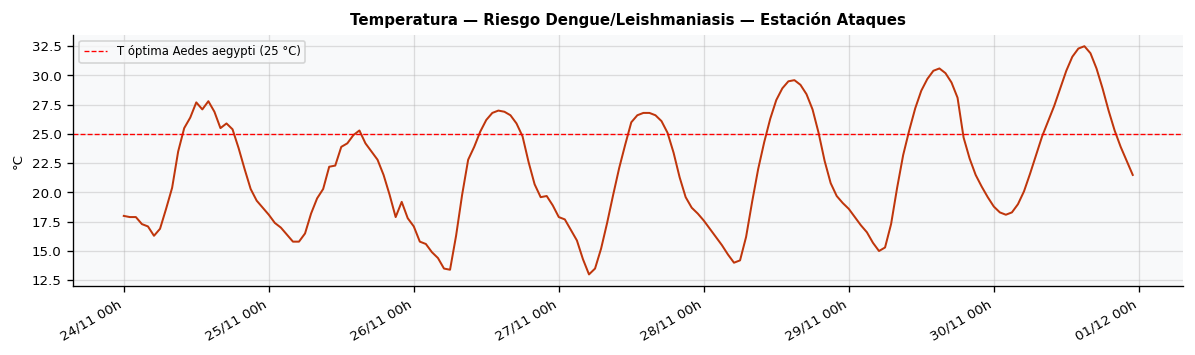 Temperatura — Riesgo Dengue/Leishmaniasis — Estación Ataques
T óptima Aedes aegypti (25 °C)
°C
32.5
30.0
27.5
25.0
22.5
20.0
17.5
15.0
12.5
24/11 00h
25/11 00h
26/11 00h
27/11 00h
28/11 00h
29/11 00h
30/11 00h
01/12 00h